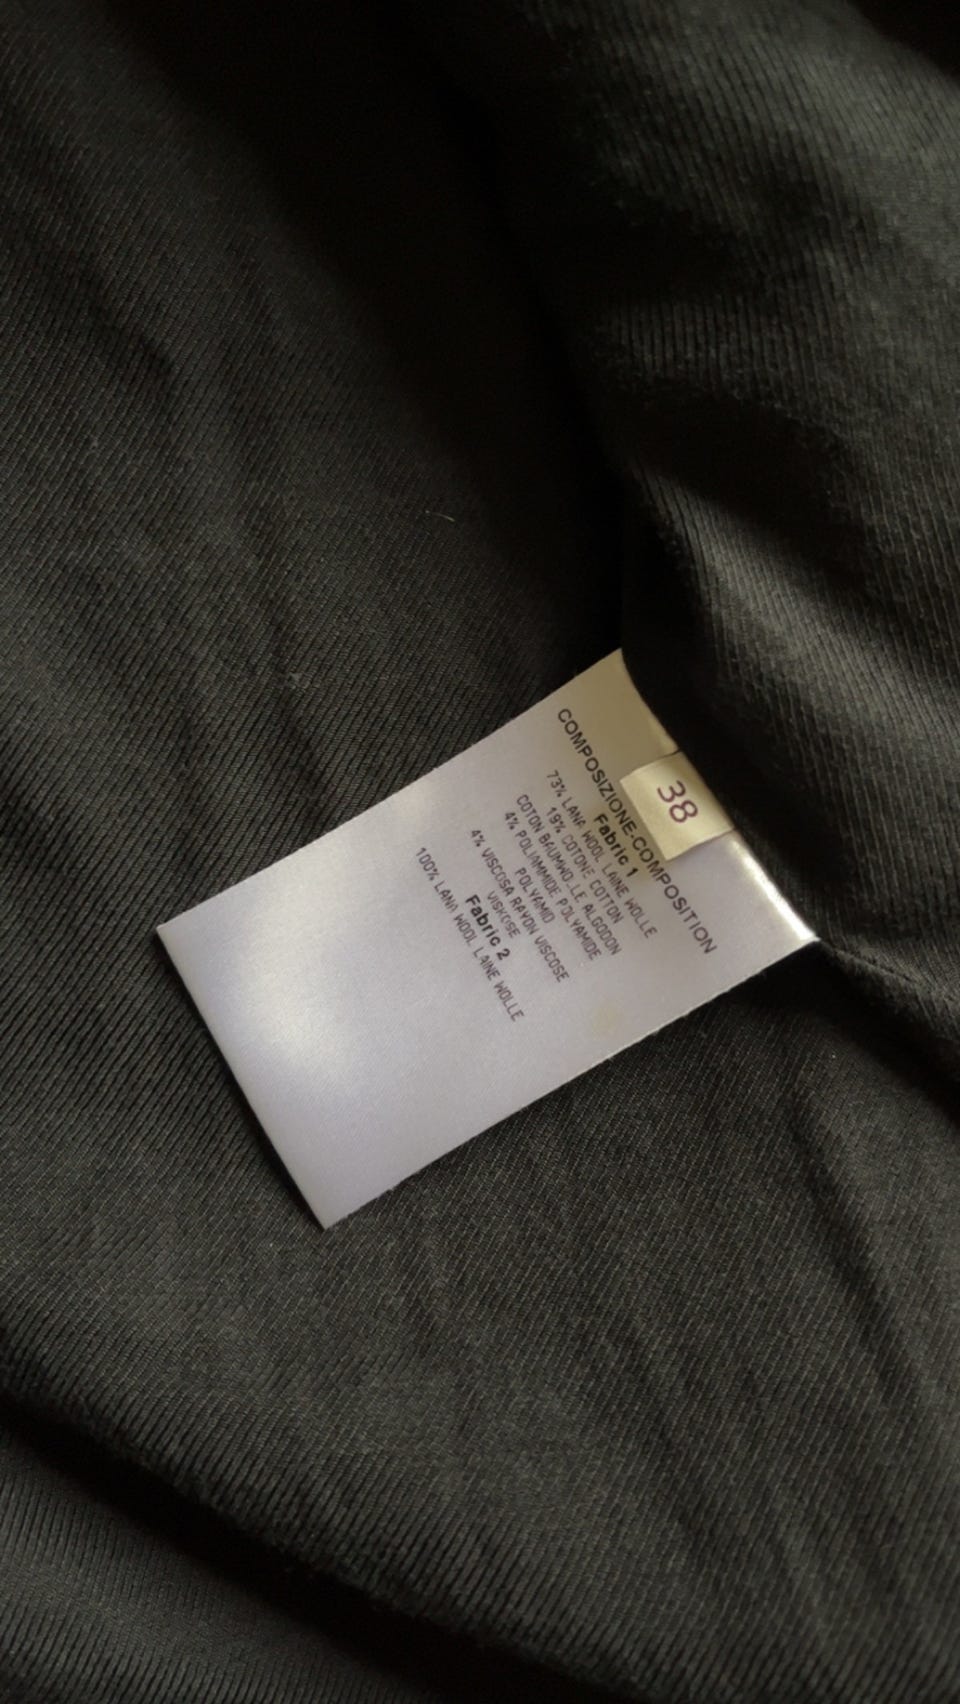 38
COMPOSIZIONE-COMPOSITION
Fabric 1
73% LANA WOOL LAINE WOLLE
19% COTONE COTTON
COTON BAUMWOLLE ALGODON
4% POLIAMMIDE POLYAMIDE
POLYAMID
4% VISCOSA RAYON VISCOSE
VISKOSE
Fabric 2
100% LANA WOOL LAINE WOLLE